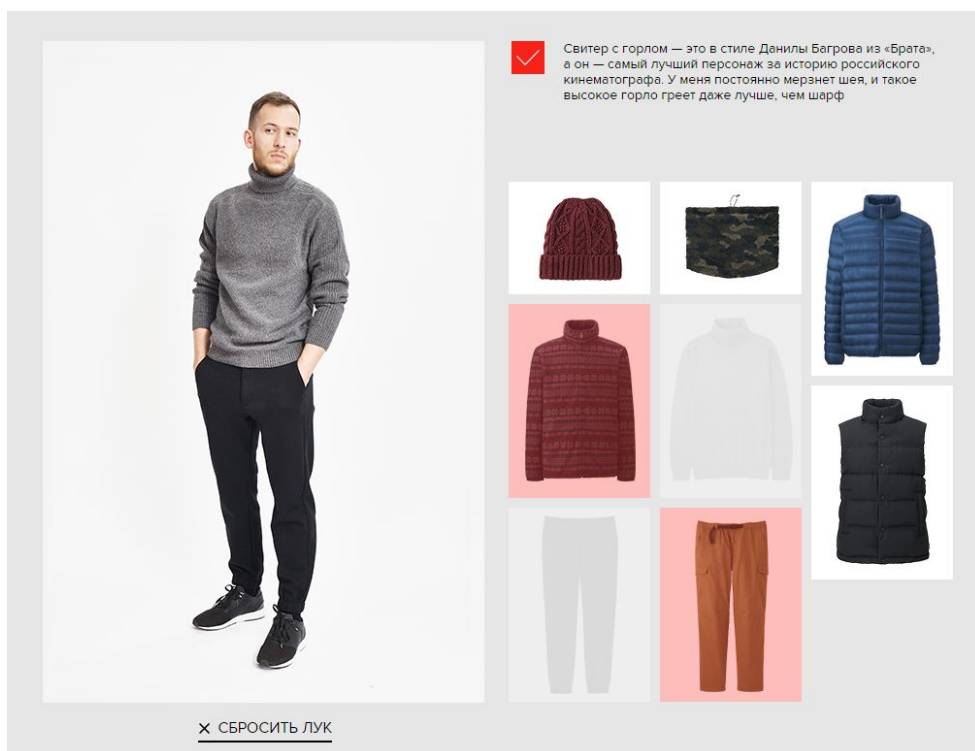 Свитер с горлом — это в стиле Данилы Багрова из «Брата»,
а он — самый лучший персонаж за историю российского
кинематографа. У меня постоянно мерзнет шея, и такое
высокое горло греет даже лучше, чем шарф
× СБРОСИТЬ ЛУК